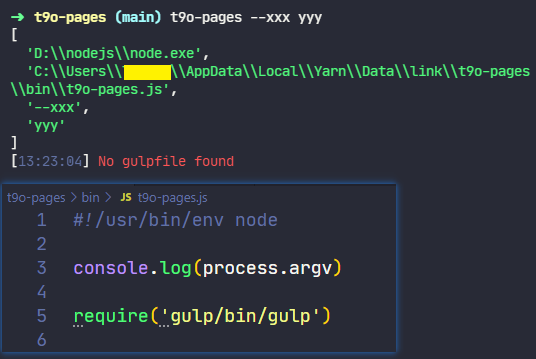 ➜ t9o-pages (main) t9o-pages --xxx yyy
[
'D:\\nodejs\\node.exe',
'C:\\Users\\ \\AppData\\Local\\Yarn\\Data\\link\\t9o-pages
\\bin\\t9o-pages.js',
'--xxx',
'yyy'
]
[13:23:04] No gulpfile found
t9o-pages > bin > JS t9o-pages.js
1 #!/usr/bin/env node
2
3 console.log(process.argv)
4
5 require('gulp/bin/gulp')
6